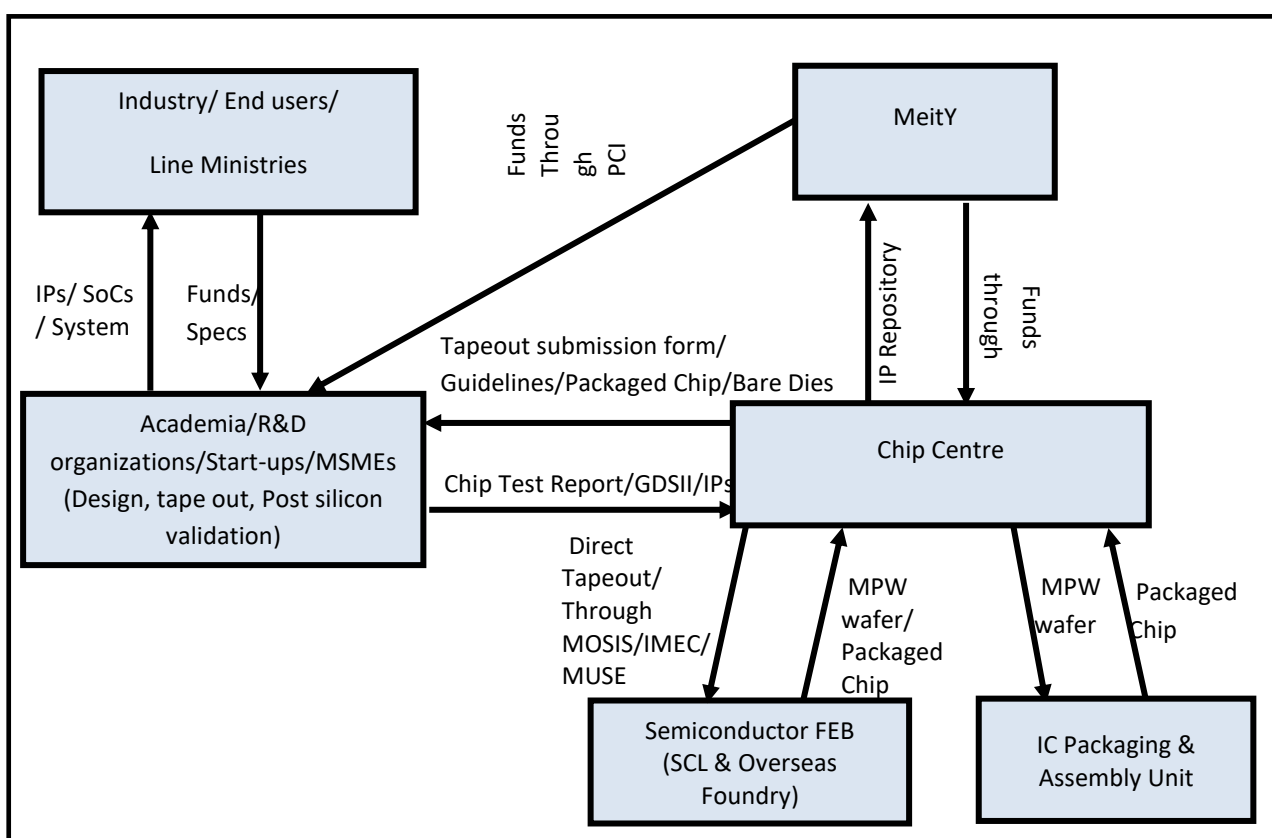 Industry/ End users/
Line Ministries
MeitY
Funds
Throu
gh
PCI
IPs/ SoCs
/ System
Funds/
Specs
IP Repository
Funds
through
Tapeout submission form/
Guidelines/Packaged Chip/Bare Dies
Academia/R&D
organizations/Start-ups/MSMEs
(Design, tape out, Post silicon
validation)
Chip Centre
Chip Test Report/GDSII/IPs
Direct
Tapeout/
Through
MOSIS/IMEC/
MUSE
MPW
wafer/
Packaged
Chip
MPW
wafer
Packaged
Chip
Semiconductor FEB
(SCL & Overseas
Foundry)
IC Packaging &
Assembly Unit